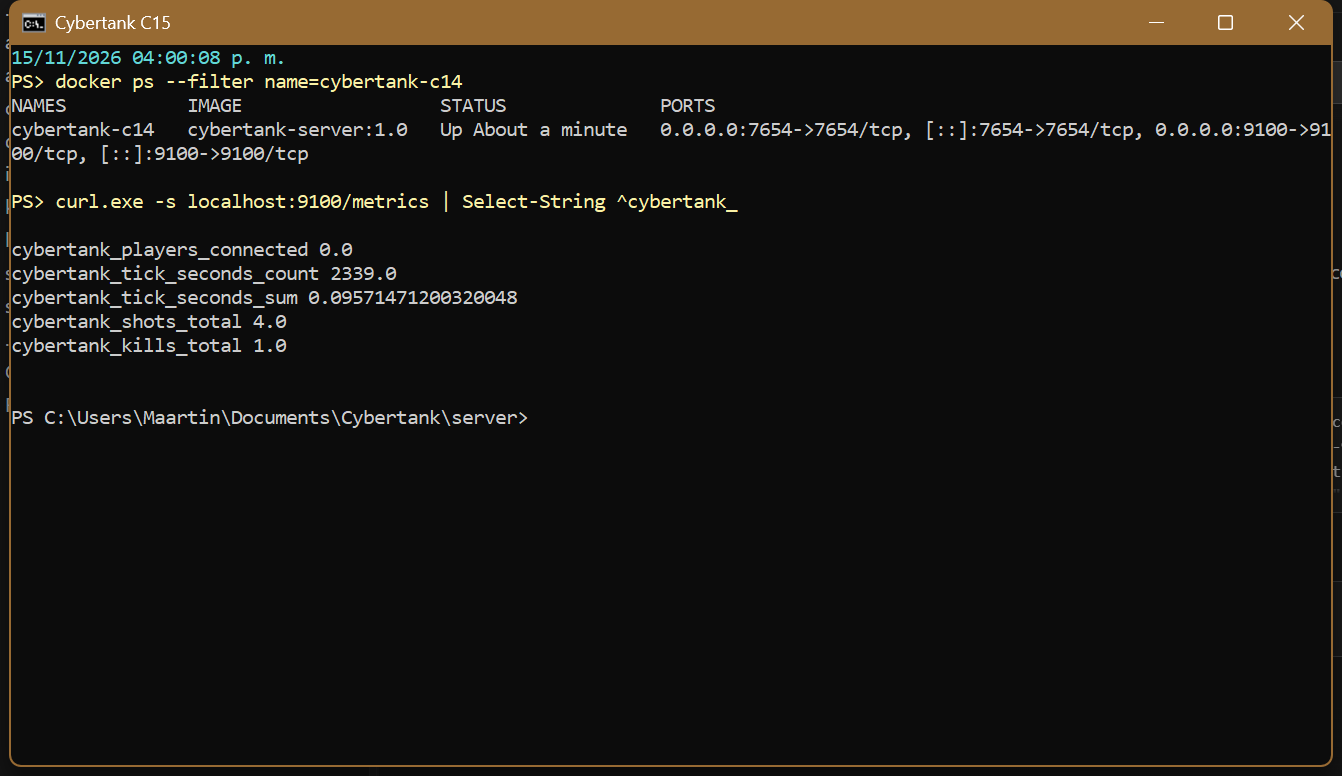 Cybertank C15
15/11/2026 04:00:08 p. m.
PS> docker ps --filter name=cybertank-c14
NAMES           IMAGE                  STATUS              PORTS
cybertank-c14   cybertank-server:1.0   Up About a minute   0.0.0.0:7654->7654/tcp, [::]:7654->7654/tcp, 0.0.0.0:9100->91
00/tcp, [::]:9100->9100/tcp
PS> curl.exe -s localhost:9100/metrics | Select-String ^cybertank_
cybertank_players_connected 0.0
cybertank_tick_seconds_count 2339.0
cybertank_tick_seconds_sum 0.09571471200320048
cybertank_shots_total 4.0
cybertank_kills_total 1.0
PS C:\Users\Maartin\Documents\Cybertank\server>